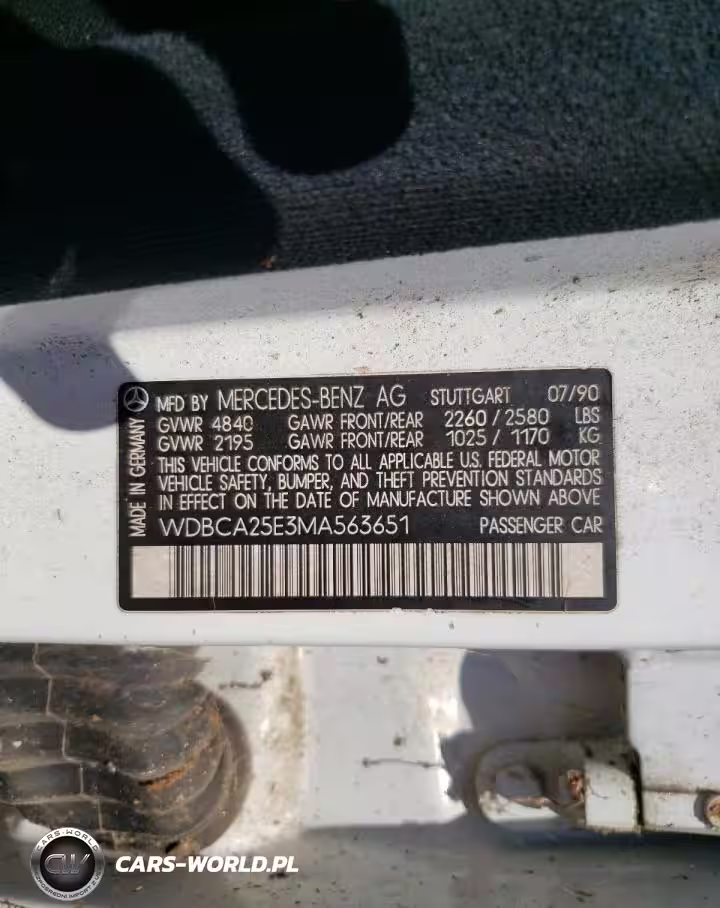 MFD BY MERCEDES-BENZ AG STUTTGART 07/90
GVWR 4840 GAWR FRONT/REAR 2260/2580 LBS
GVWR 2195 GAWR FRONT/REAR 1025/1170 KG
THIS VEHICLE CONFORMS TO ALL APPLICABLE U.S. FEDERAL MOTOR
VEHICLE SAFETY, BUMPER, AND THEFT PREVENTION STANDARDS
IN EFFECT ON THE DATE OF MANUFACTURE SHOWN ABOVE
WDBCA25E3MA563651 PASSENGER CAR
MADE IN GERMANY
CARS-WORLD
CW
CARS-WORLD.PL